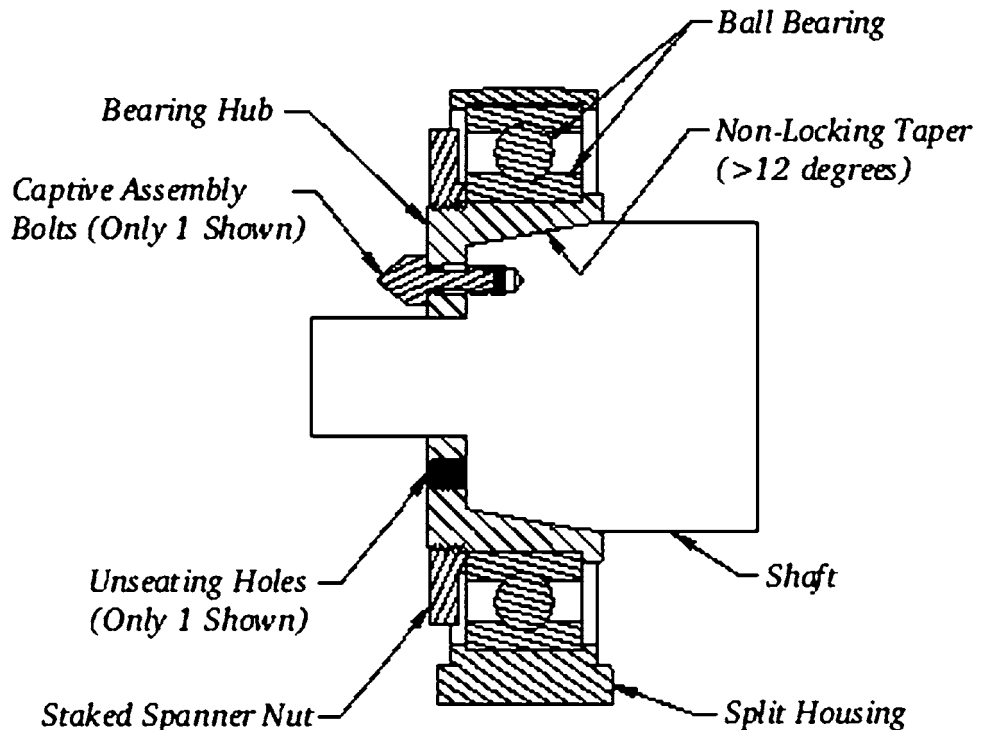 Ball Bearing
Bearing Hub
Non-Locking Taper
(>12 degrees)
Captive Assembly
Bolts (Only 1 Shown)
Unseating Holes
(Only 1 Shown)
Shaft
Staked Spanner Nut
Split Housing